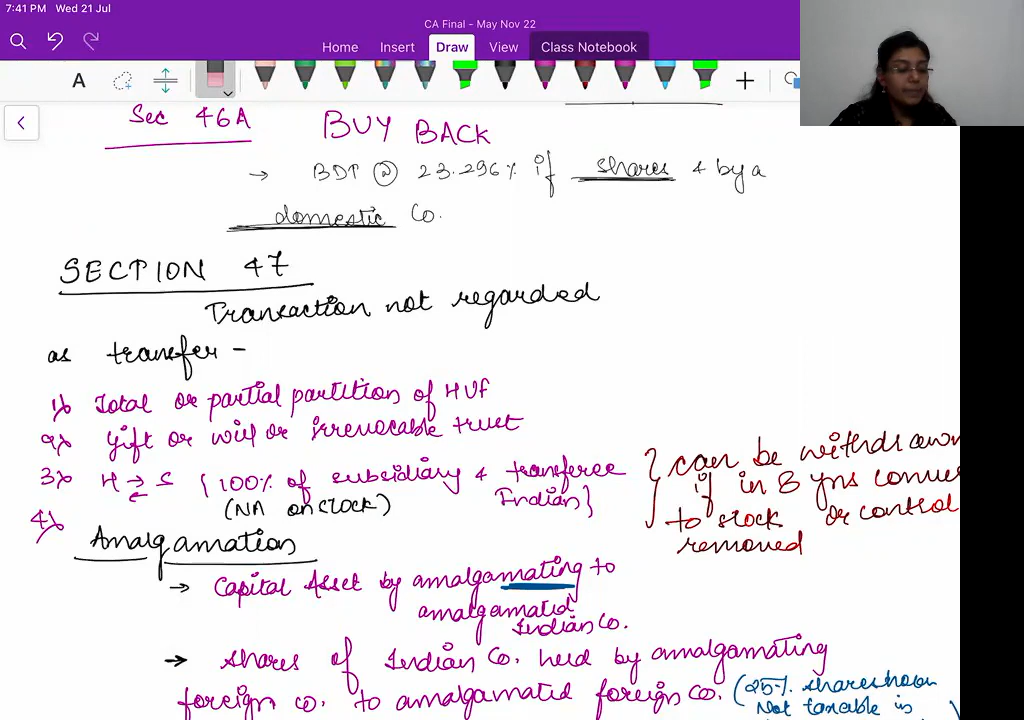 7:41 PM Wed 21 Jul
CA Final - May Nov 22
Home Insert Draw View Class Notebook
A
Sec 46A BUY BACK
→ BDT @ 23.296% if shares & by a
domestic Co.
SECTION 47
Transaction not regarded
as transfer -
1) Total or partial partition of HUF
2) Gift or will or irrevocable trust
3) H → S (100% of subsidiary & transferee
(NA on stock) Indian)
{ can be withdrawn
if in 8 yrs conve
to stock or control
removed
4) Amalgamation
→ Capital Asset by amalgamating to
amalgamated
Indian Co.
→ shares of Indian Co. held by amalgamating
foreign co. to amalgamated foreign co. (25%
Not taxable is